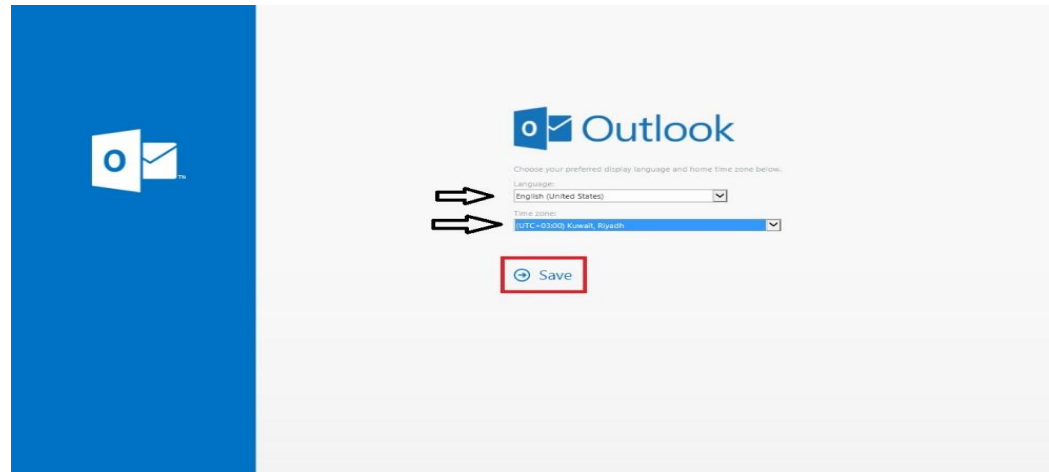 Outlook
Choose your preferred display language and home time zone below.
Language:
English (United States)
Time zone:
(UTC+03:00) Kuwait, Riyadh
Save